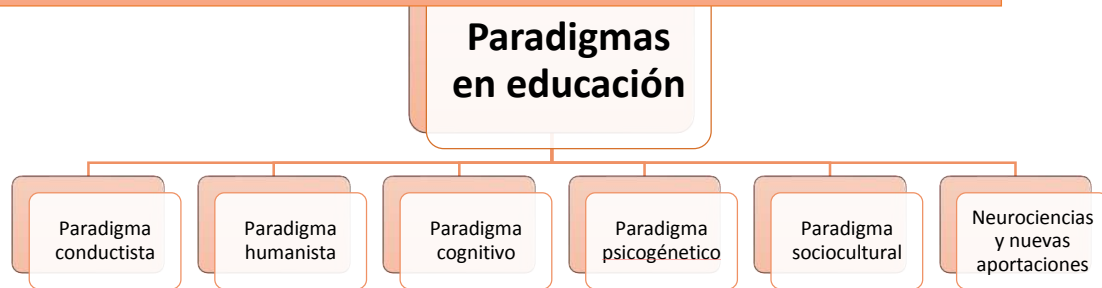 Paradigmas
en educación
Paradigma
conductista
Paradigma
humanista
Paradigma
cognitivo
Paradigma
psicogénetico
Paradigma
sociocultural
Neurociencias
y nuevas
aportaciones